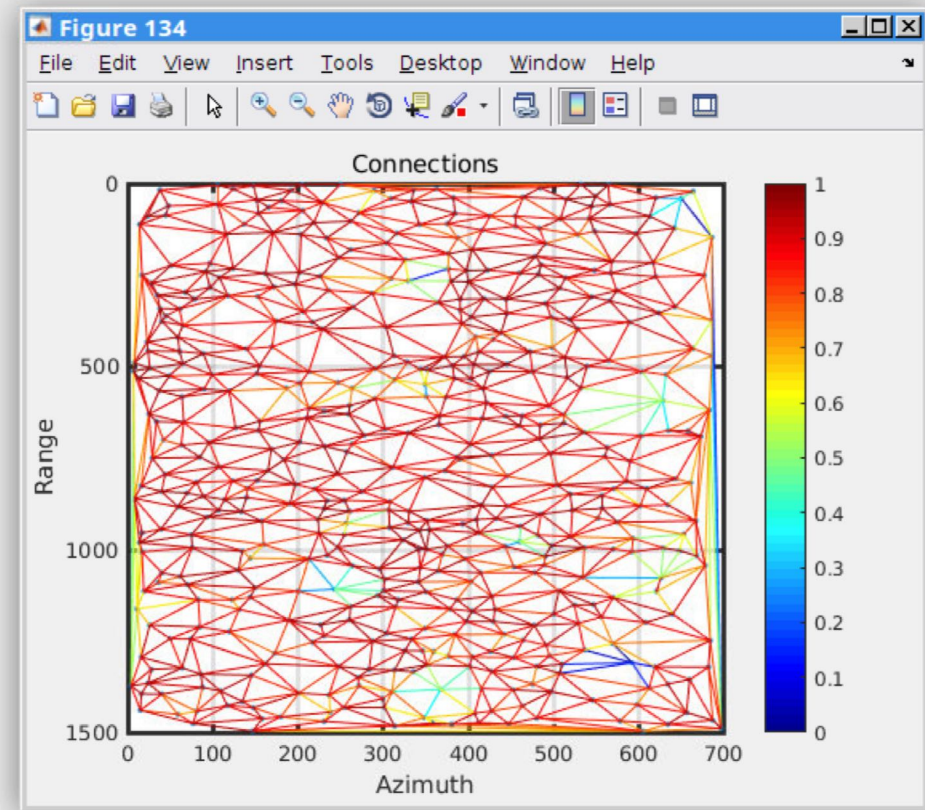 Figure 134
File Edit View Insert Tools Desktop Window Help
Connections
0
500
1000
1500
Range
0 100 200 300 400 500 600 700
Azimuth
1
0.9
0.8
0.7
0.6
0.5
0.4
0.3
0.2
0.1
0